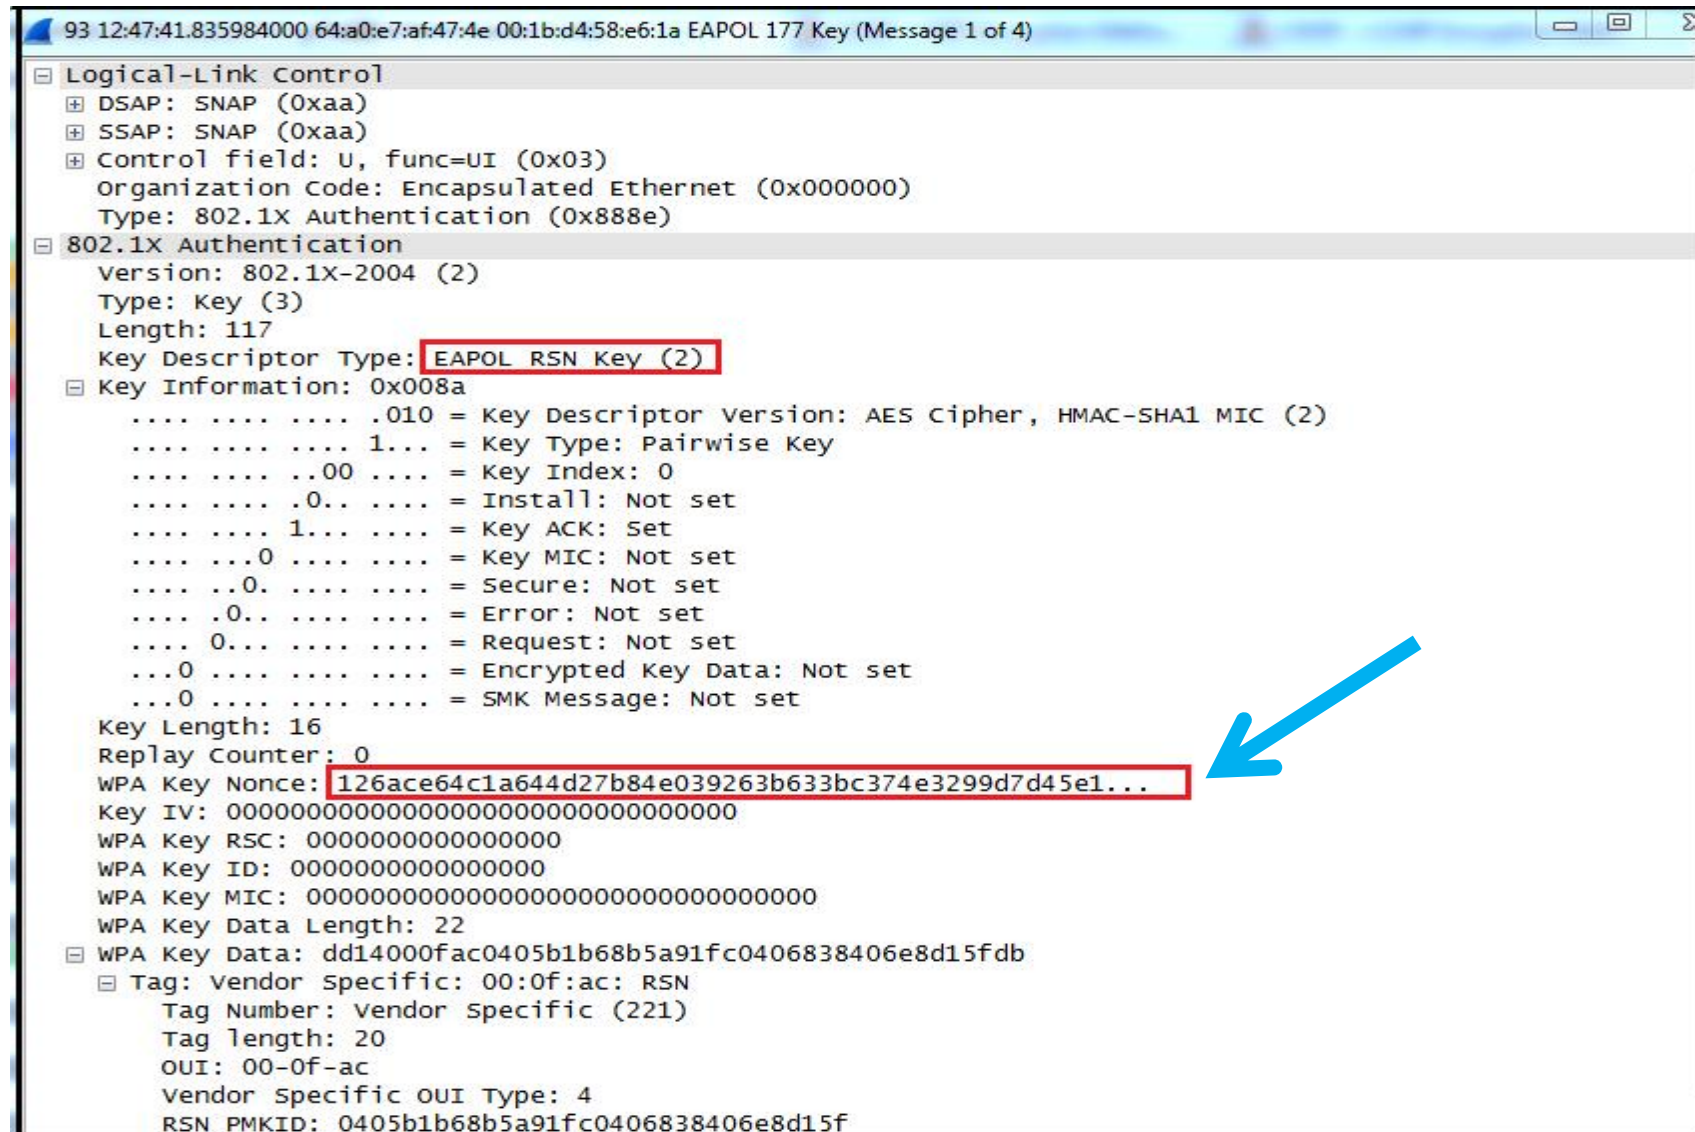 93 12:47:41.835984000 64:a0:e7:af:47:4e 00:1b:d4:58:e6:1a EAPOL 177 Key (Message 1 of 4)
Logical-Link Control
DSAP: SNAP (0xaa)
SSAP: SNAP (0xaa)
Control field: U, func=UI (0x03)
Organization Code: Encapsulated Ethernet (0x000000)
Type: 802.1X Authentication (0x888e)
802.1X Authentication
Version: 802.1X-2004 (2)
Type: Key (3)
Length: 117
Key Descriptor Type: EAPOL RSN Key (2)
Key Information: 0x008a
.... .... .... .010 = Key Descriptor Version: AES Cipher, HMAC-SHA1 MIC (2)
.... .... .... 1... = Key Type: Pairwise Key
.... .... ..00 .... = Key Index: 0
.... .... .0.. .... = Install: Not set
.... .... 1... .... = Key ACK: Set
.... ...0 .... .... = Key MIC: Not set
.... ..0. .... .... = Secure: Not set
.... .0.. .... .... = Error: Not set
.... 0... .... .... = Request: Not set
...0 .... .... .... = Encrypted Key Data: Not set
...0 .... .... .... = SMK Message: Not set
Key Length: 16
Replay Counter: 0
WPA Key Nonce: 126ace64c1a644d27b84e039263b633bc374e3299d7d45e1...
Key IV: 00000000000000000000000000000000
WPA Key RSC: 0000000000000000
WPA Key ID: 0000000000000000
WPA Key MIC: 00000000000000000000000000000000
WPA Key Data Length: 22
WPA Key Data: dd14000fac0405b1b68b5a91fc0406838406e8d15fdb
Tag: Vendor Specific: 00:0f:ac: RSN
Tag Number: Vendor Specific (221)
Tag length: 20
OUI: 00-0f-ac
Vendor Specific OUI Type: 4
RSN PMKID: 0405b1b68b5a91fc0406838406e8d15f